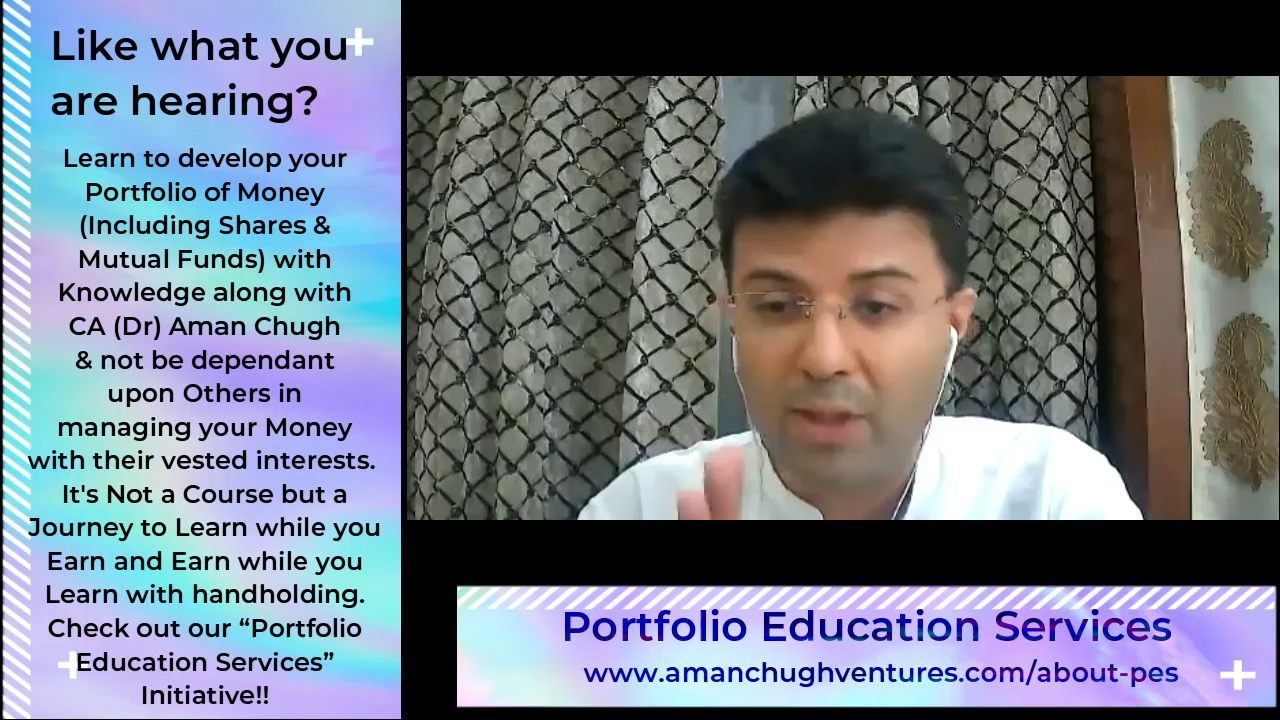 Like what you
are hearing?
Learn to develop your
Portfolio of Money
(Including Shares &
Mutual Funds) with
Knowledge along with
CA (Dr) Aman Chugh
& not be dependant
upon Others in
managing your Money
with their vested interests.
It's Not a Course but a
Journey to Learn while you
Earn and Earn while you
Learn with handholding.
Check out our “Portfolio
Education Services”
Initiative!!
Portfolio Education Services
www.amanchughventures.com/about-pes